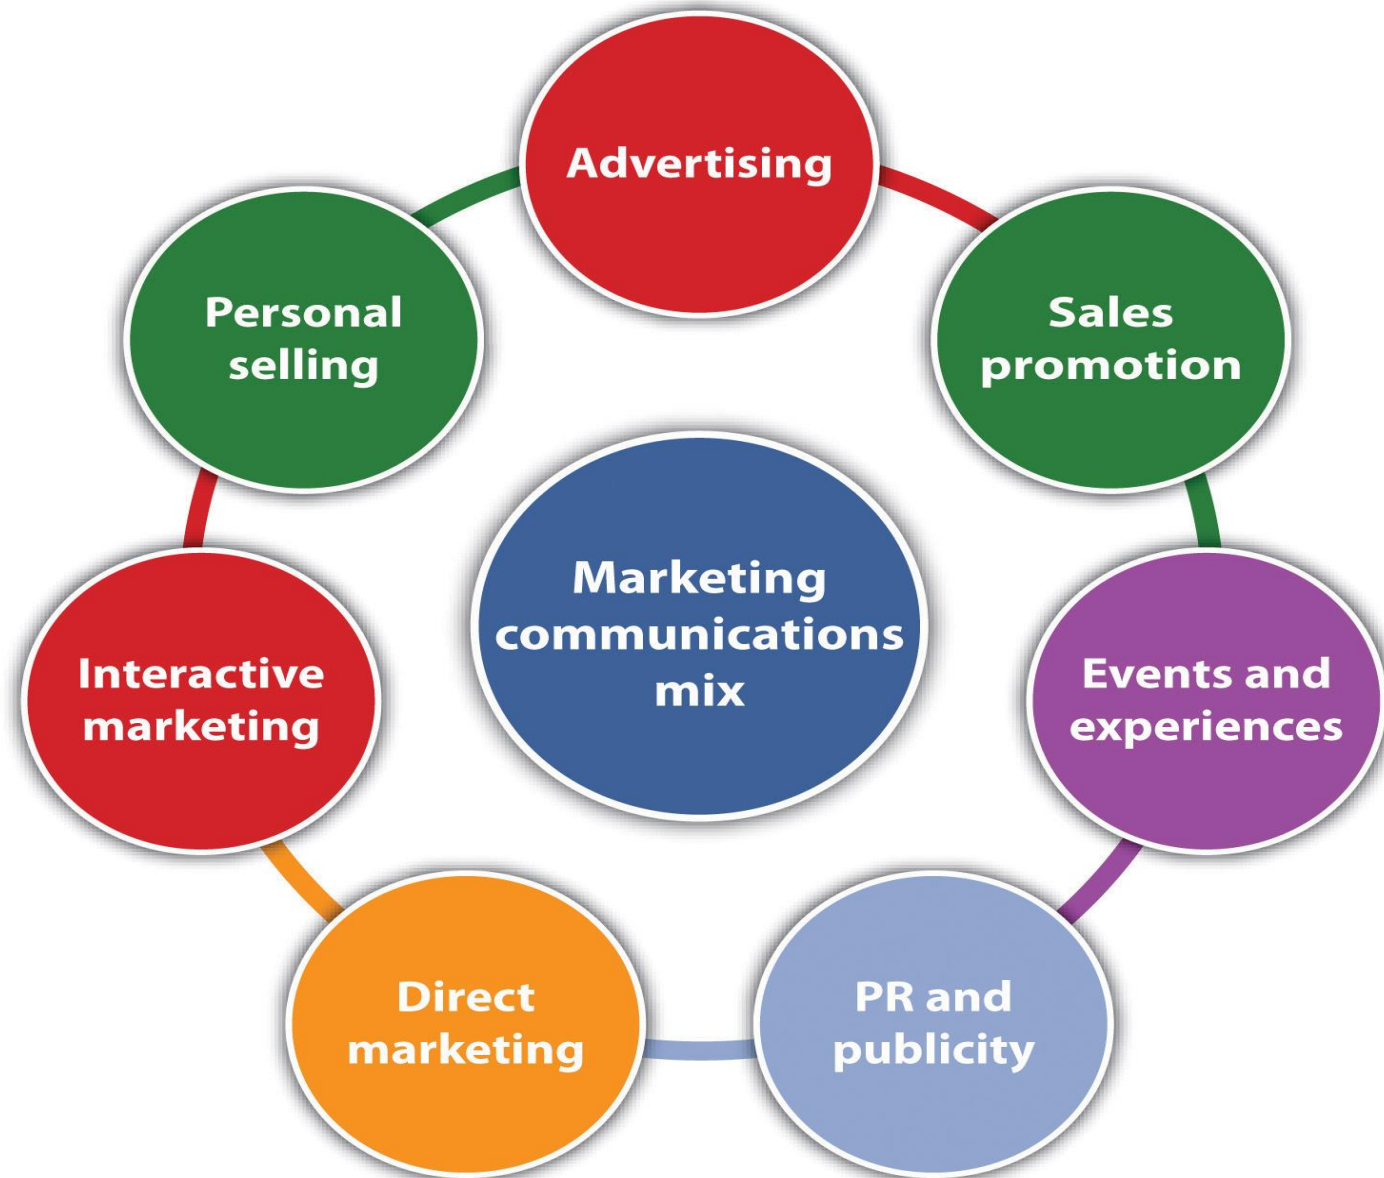 Advertising
Sales
promotion
Events and
experiences
PR and
publicity
Direct
marketing
Interactive
marketing
Personal
selling
Marketing
communications
mix